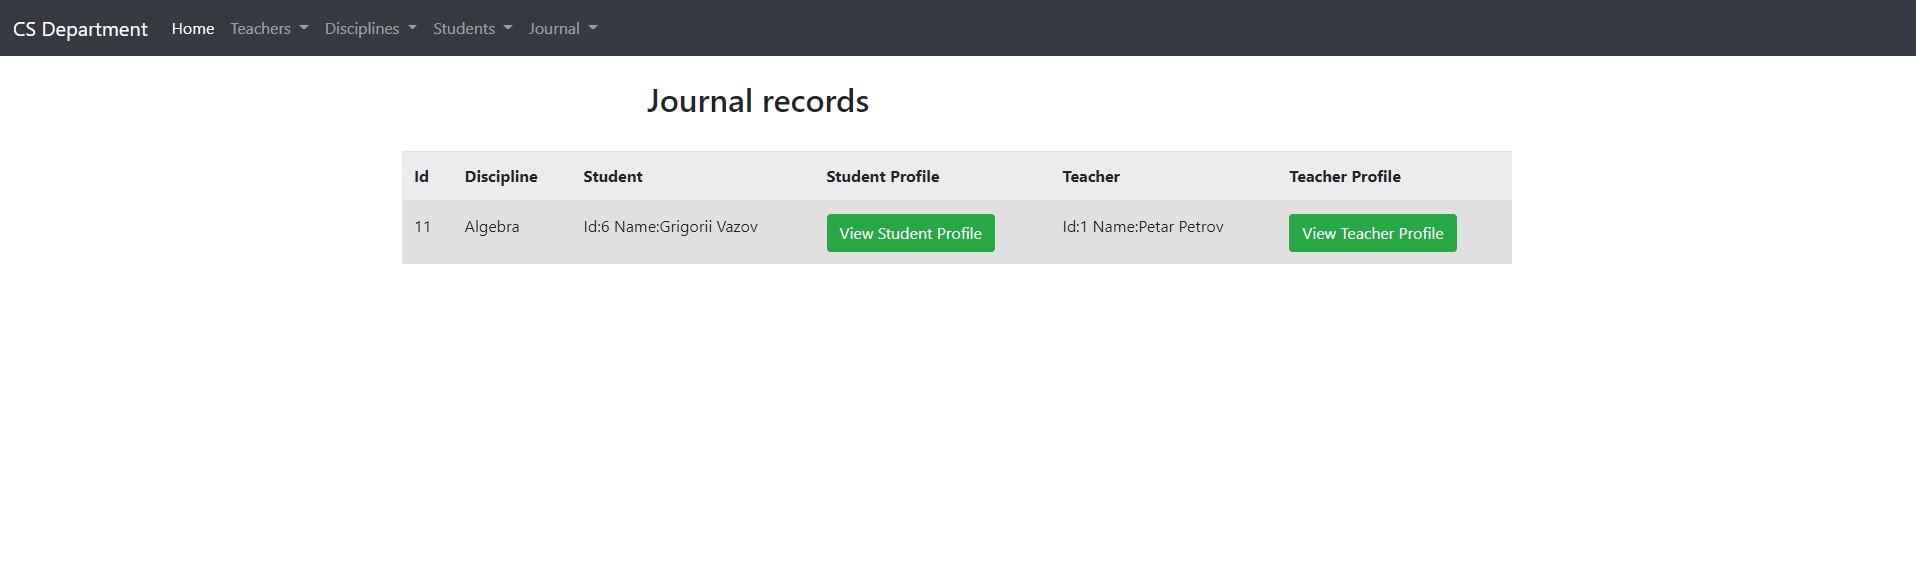 CS Department Home Teachers Disciplines Students Journal
Journal records
Id Discipline Student Student Profile Teacher Teacher Profile
11 Algebra Id:6 Name:Grigorii Vazov View Student Profile Id:1 Name:Petar Petrov View Teacher Profile